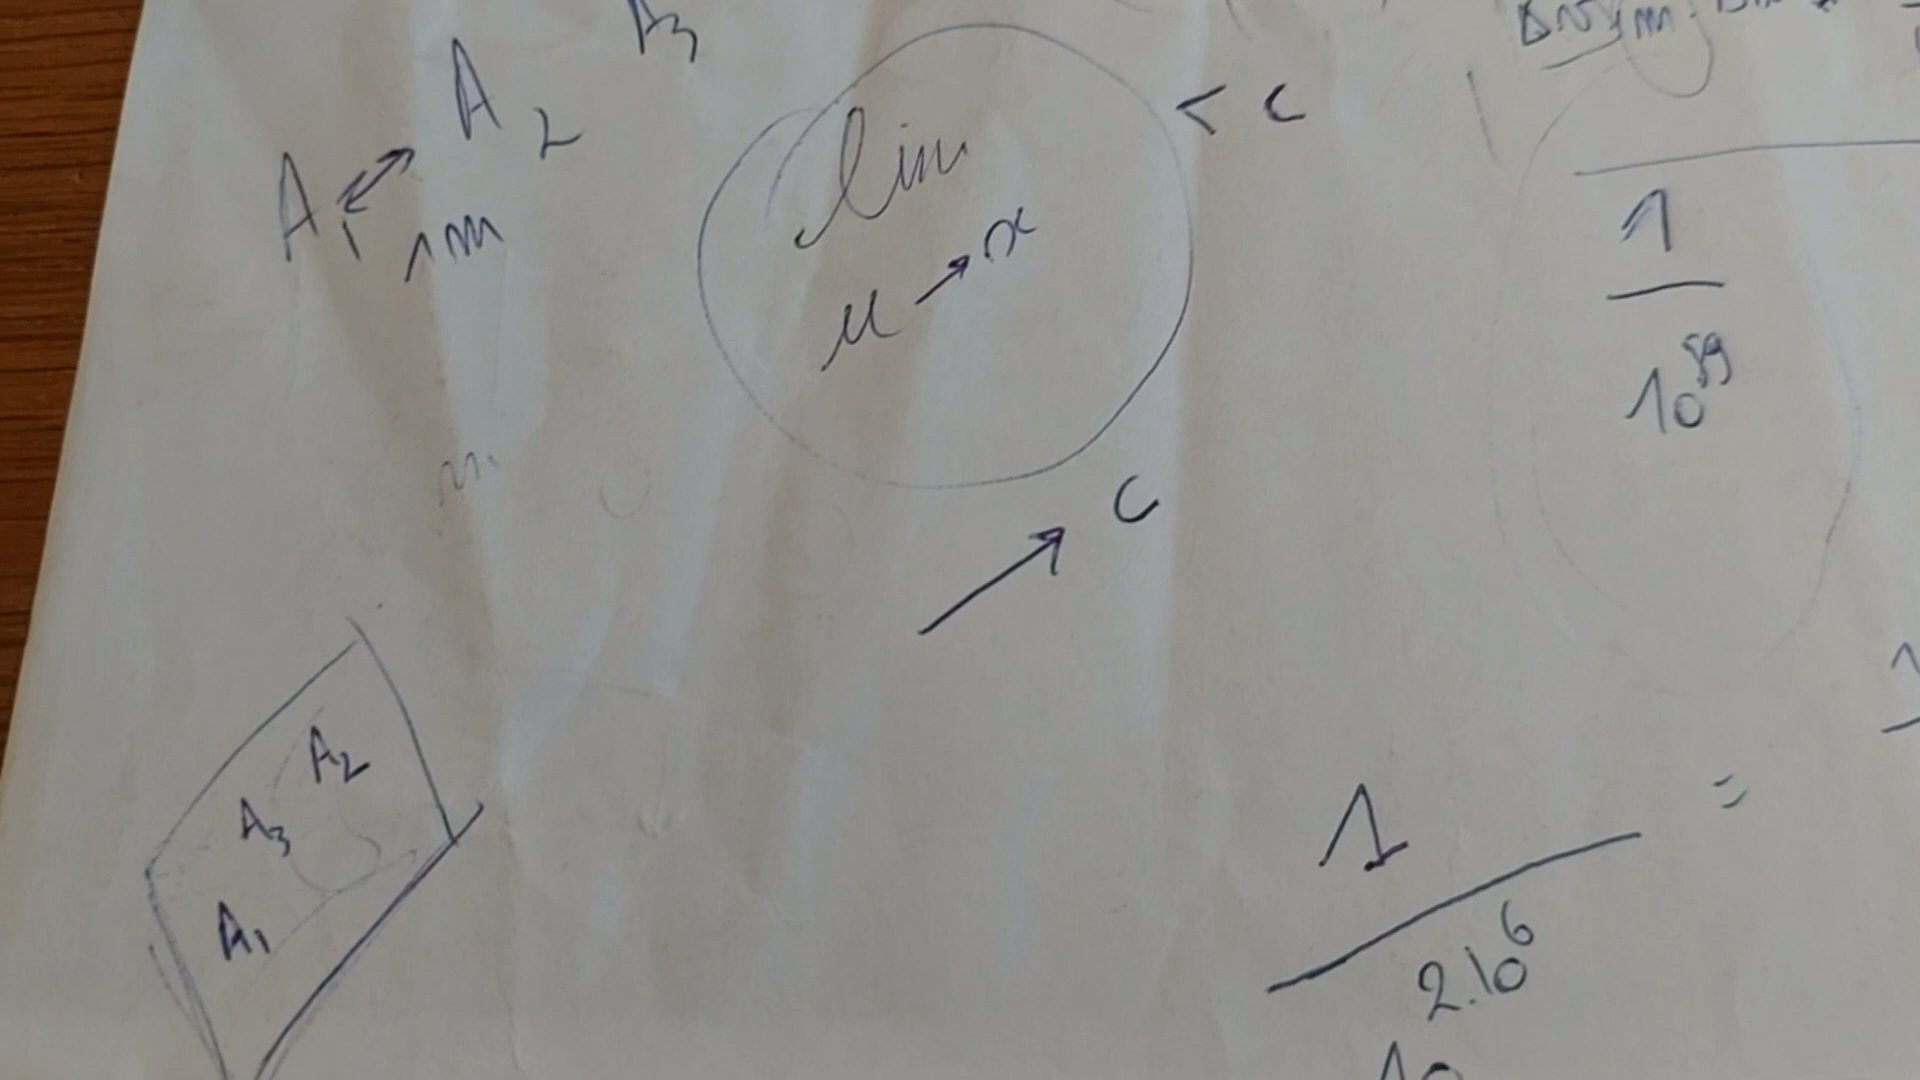 A3
A2
A1 ↔ 1m
lim
u → x
< c
→ c
1
10^59
A2
A3
A1
1
2.10^6
=